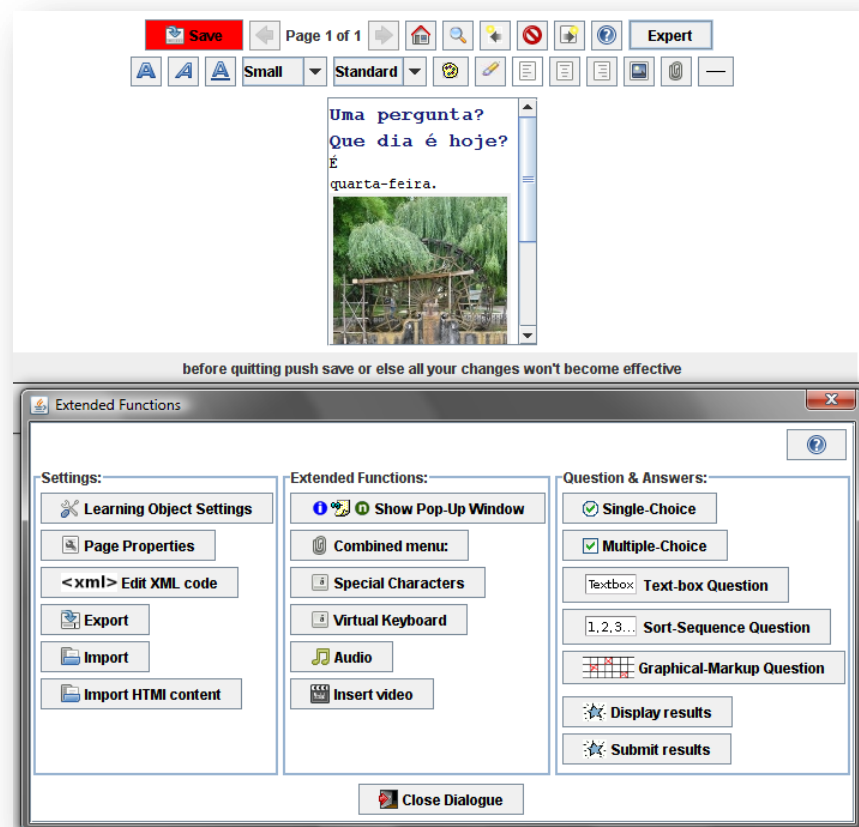 Save Page 1 of 1 Expert
Small Standard
Uma pergunta?
Que dia é hoje?
É
quarta-feira.
before quitting push save or else all your changes won't become effective
Extended Functions
Settings:
Learning Object Settings
Page Properties
<xml> Edit XML code
Export
Import
Import HTMl content
Extended Functions:
Show Pop-Up Window
Combined menu:
Special Characters
Virtual Keyboard
Audio
Insert video
Question & Answers:
Single-Choice
Multiple-Choice
Textbox Text-box Question
1,2,3... Sort-Sequence Question
Graphical-Markup Question
Display results
Submit results
Close Dialogue